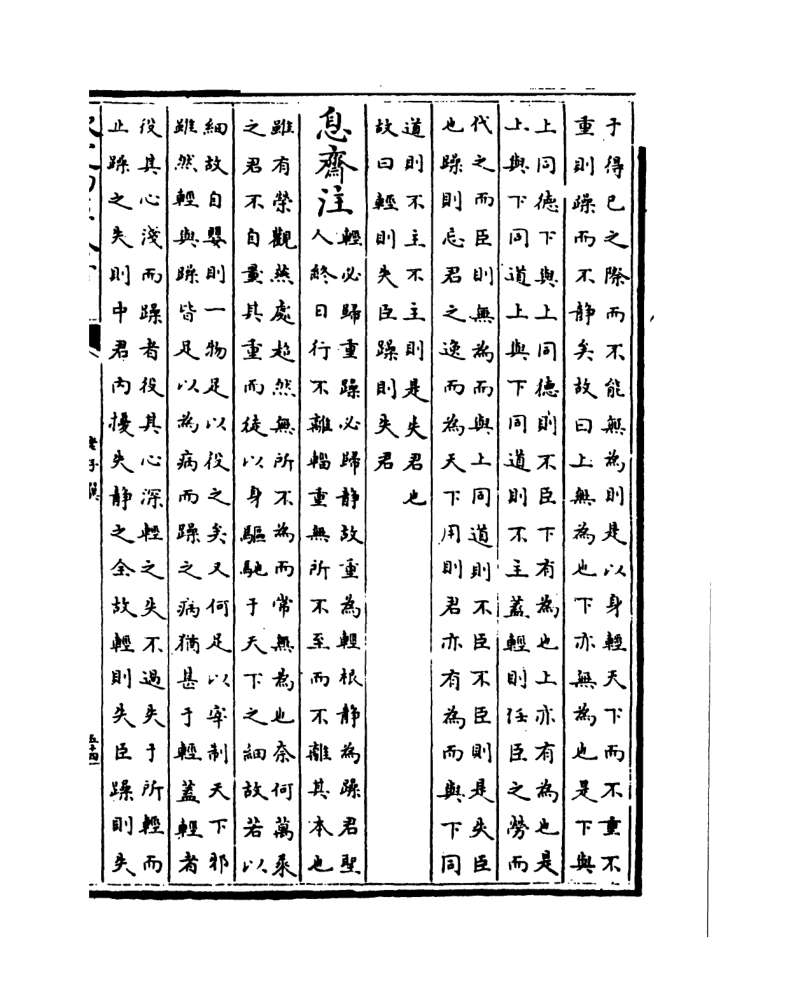 于得已之際而不能無為則是以身輕天下而不重不
重則躁而不静矣故曰上無為也下亦無為也是下與
上同德下與上同德則不臣下有為也上亦有為也是
上與下同道上與下同道則不主蓋輕則任臣之勞而
代之而臣則無為而與上同道則不臣不臣則是失臣
也躁則忘君之逸而為天下用則君亦有為而與下同
道則不主不主則是失君也
故曰輕則失臣躁則失君
息齋注
輕必歸重躁必歸静故重為輕根静為躁君聖
人終日行不離輜重無所不至而不離其本也
雖有榮觀燕處超然無所不為而常無為也奈何萬乘
之君不自量其重而徒以身驅馳于天下之細故若以
細故自嬰則一物足以役之矣又何足以宰制天下邪
雖然輕與躁皆足以為病而躁之病猶甚于輕蓋輕者
役其心淺而躁者役其心深輕之失不過失于所輕而
止躁之失則中君内擾失静之全故輕則失臣躁則失
五十四